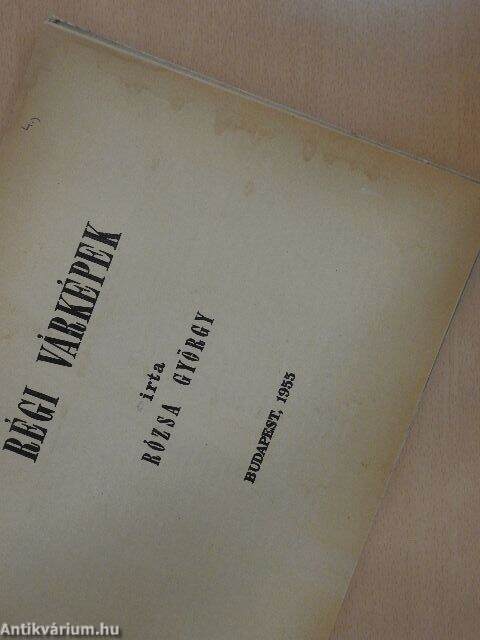 RÉGI VÁRKÉPEK
irta
RÓZSA GYÖRGY
BUDAPEST, 1955
Antikvárium.hu